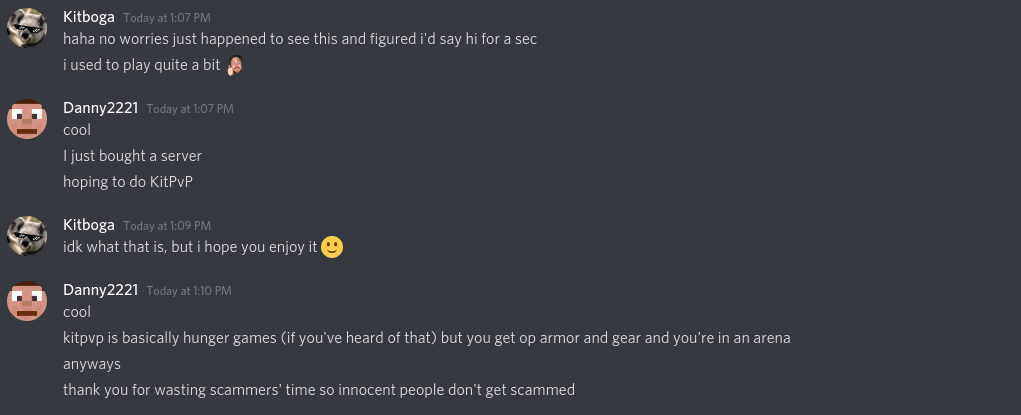 Kitboga Today at 1:07 PM
haha no worries just happened to see this and figured i'd say hi for a sec
i used to play quite a bit
Danny2221 Today at 1:07 PM
cool
I just bought a server
hoping to do KitPvP
Kitboga Today at 1:09 PM
idk what that is, but i hope you enjoy it
Danny2221 Today at 1:10 PM
cool
kitpvp is basically hunger games (if you've heard of that) but you get op armor and gear and you're in an arena
anyways
thank you for wasting scammers' time so innocent people don't get scammed